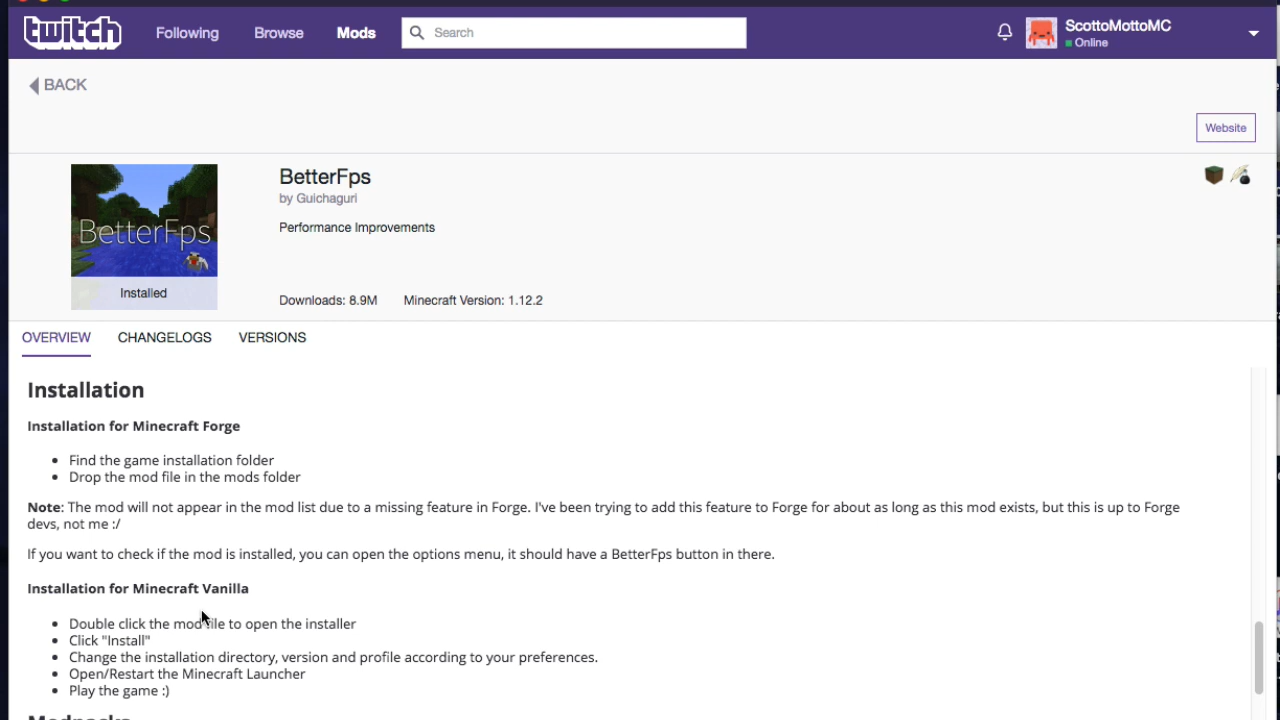 twitch Following Browse Mods Search ScottoMottoMC
Online
BACK
Website
BetterFps
by Guichaguri
Performance Improvements
BetterFps
Installed
Downloads: 8.9M Minecraft Version: 1.12.2
OVERVIEW CHANGELOGS VERSIONS
Installation
Installation for Minecraft Forge
• Find the game installation folder
• Drop the mod file in the mods folder
Note: The mod will not appear in the mod list due to a missing feature in Forge. I've been trying to add this feature to Forge for about as long as this mod exists, but this is up to Forge
devs, not me :/
If you want to check if the mod is installed, you can open the options menu, it should have a BetterFps button in there.
Installation for Minecraft Vanilla
• Double click the mod file to open the installer
• Click "Install"
• Change the installation directory, version and profile according to your preferences.
• Open/Restart the Minecraft Launcher
• Play the game :)
Modpacks